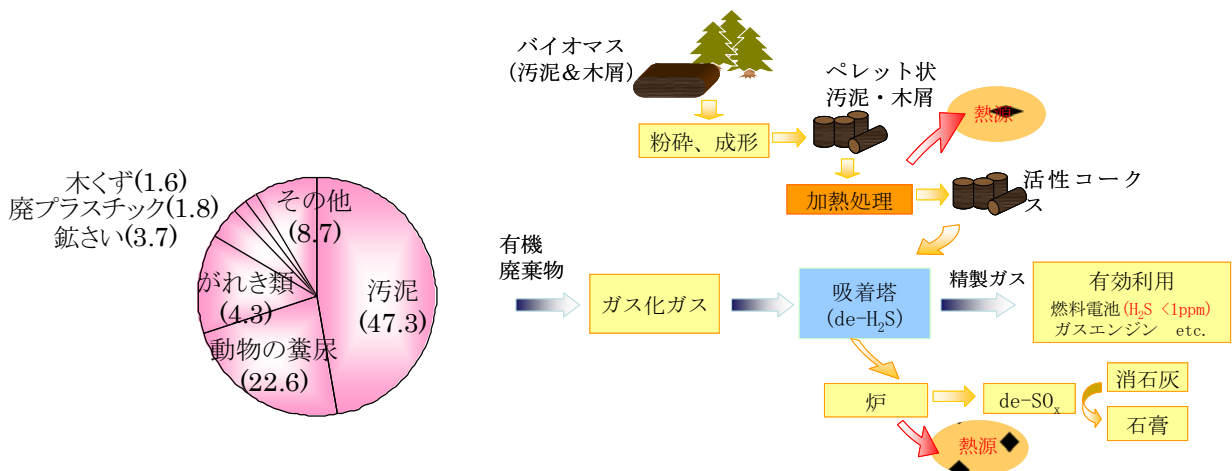 木くず(1.6)
廃プラスチック(1.8)
鉱さい(3.7)
その他
(8.7)
がれき類
(4.3)
汚泥
(47.3)
動物の糞尿
(22.6)
バイオマス
(汚泥&木屑)
ペレット状
汚泥・木屑
熱源
粉砕、成形
加熱処理
活性コーク
ス
有機
廃棄物
ガス化ガス
吸着塔
(de-H₂S)
精製ガス
有効利用
燃料電池(H₂S <1ppm)
ガスエンジン etc.
炉
de-SOₓ
消石灰
石膏
熱源